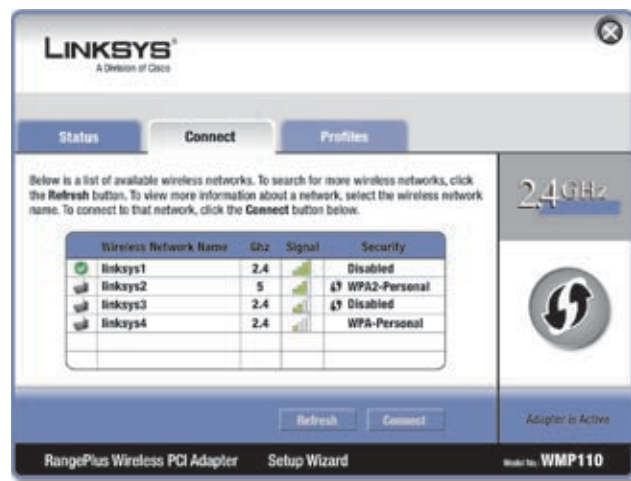 LINKSYS®
A Division of Cisco
Status Connect Profiles
Below is a list of available wireless networks. To search for more wireless networks, click
the Refresh button. To view more information about a network, select the wireless network
name. To connect to that network, click the Connect button below.
2,4GHz
Wireless Network Name Ghz Signal Security
linksys1 2.4 Disabled
linksys2 5 WPA2-Personal
linksys3 2.4 Disabled
linksys4 2.4 WPA-Personal
Refresh Connect
Adapter is Active
RangePlus Wireless PCI Adapter Setup Wizard Model No. WMP110